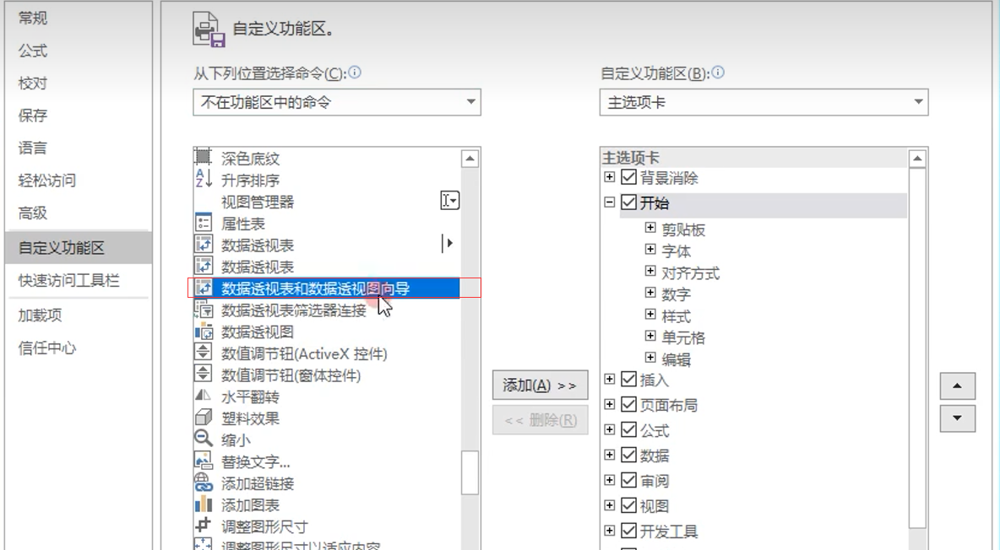 常规
公式
校对
保存
语言
轻松访问
高级
自定义功能区
快速访问工具栏
加载项
信任中心
自定义功能区。
从下列位置选择命令(C):
不在功能区中的命令
深色底纹
升序排序
视图管理器
属性表
数据透视表
数据透视表
数据透视表和数据透视图向导
数据透视表筛选器连接
数据透视图
数值调节钮(ActiveX 控件)
数值调节钮(窗体控件)
水平翻转
塑料效果
缩小
替换文字...
添加超链接
添加图表
调整图形尺寸
调整图形尺寸以适应内容
添加(A) >>
<< 删除(R)
自定义功能区(B):
主选项卡
主选项卡
背景消除
开始
剪贴板
字体
对齐方式
数字
样式
单元格
编辑
插入
页面布局
公式
数据
审阅
视图
开发工具